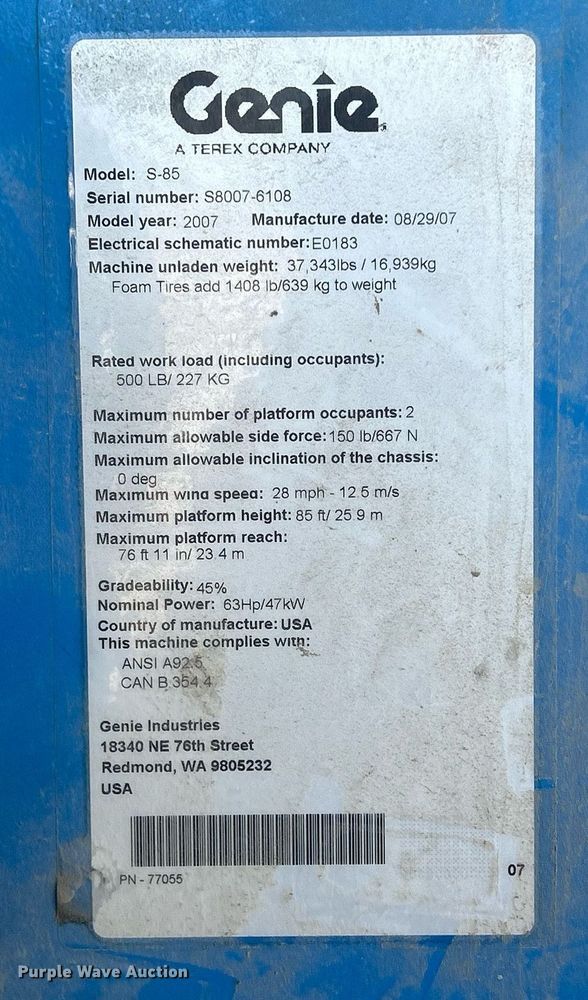 Genie
A TEREX COMPANY
Model: S-85
Serial number: S8007-6108
Model year: 2007 Manufacture date: 08/29/07
Electrical schematic number: E0183
Machine unladen weight: 37,343lbs / 16,939kg
Foam Tires add 1408 lb/639 kg to weight
Rated work load (including occupants):
500 LB/ 227 KG
Maximum number of platform occupants: 2
Maximum allowable side force: 150 lb/667 N
Maximum allowable inclination of the chassis:
0 deg
Maximum wind speed: 28 mph - 12.5 m/s
Maximum platform height: 85 ft/ 25.9 m
Maximum platform reach:
76 ft 11 in/ 23.4 m
Gradeability: 45%
Nominal Power: 63Hp/47kW
Country of manufacture: USA
This machine complies with:
ANSI A92.5
CAN B.354.4
Genie Industries
18340 NE 76th Street
Redmond, WA 9805232
USA
PN - 77055
07
Purple Wave Auction